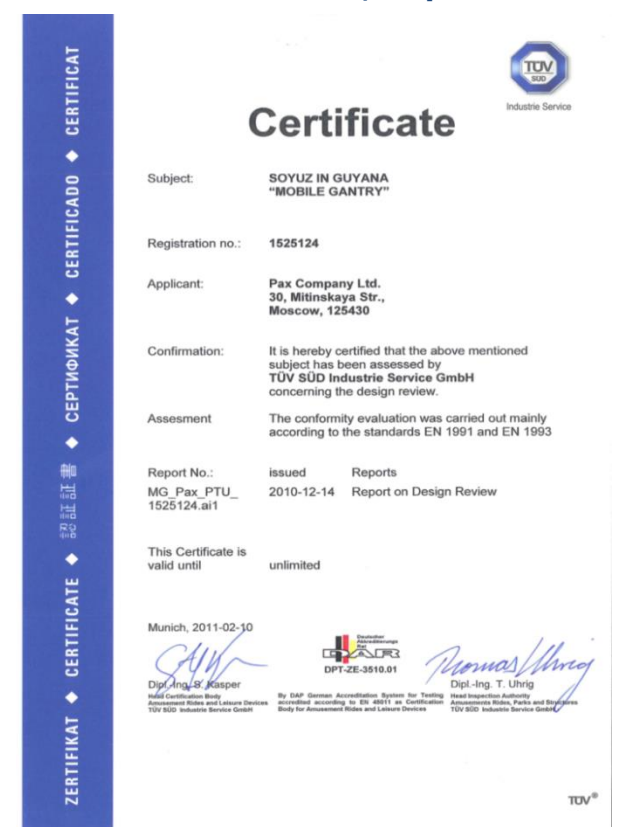 TÜV
SÜD
Industrie Service
Certificate
Subject: SOYUZ IN GUYANA
“MOBILE GANTRY”
Registration no.: 1525124
Applicant: Pax Company Ltd.
30, Mitinskaya Str.,
Moscow, 125430
Confirmation: It is hereby certified that the above mentioned
subject has been assessed by
TÜV SÜD Industrie Service GmbH
concerning the design review.
Assesment The conformity evaluation was carried out mainly
according to the standards EN 1991 and EN 1993
Report No.: issued Reports
MG_Pax_PTU_ 2010-12-14 Report on Design Review
1525124.ai1
This Certificate is
valid until unlimited
Munich, 2011-02-10
Deutscher
Akkreditierungs
Rat
DAR
DPT-ZE-3510.01
Dipl.-Ing. S. Kasper
Head Certification Body
Amusement Rides and Leisure Devices
TÜV SÜD Industrie Service GmbH
By DAP German Accreditation System for Testing
accredited according to EN 45011 as Certification
Body for Amusement Rides and Leisure Devices
Thomas Uhrig
Dipl.-Ing. T. Uhrig
Head Inspection Authority
Amusements Rides, Parks and Structures
TÜV SÜD Industrie Service GmbH
TÜV®
ZERTIFIKAT ◆ CERTIFICATE ◆ 認証証書 ◆ СЕРТИФИКАТ ◆ CERTIFICADO ◆ CERTIFICAT